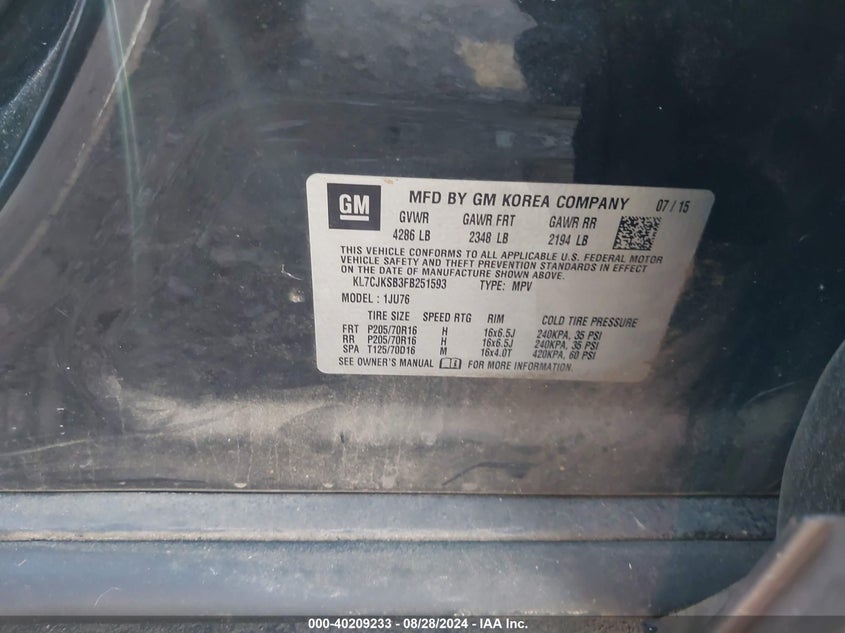 GM
MFD BY GM KOREA COMPANY 07 / 15
GVWR GAWR FRT GAWR RR
4286 LB 2348 LB 2194 LB
THIS VEHICLE CONFORMS TO ALL APPLICABLE U.S. FEDERAL MOTOR
VEHICLE SAFETY AND THEFT PREVENTION STANDARDS IN EFFECT
ON THE DATE OF MANUFACTURE SHOWN ABOVE.
KL7CJKSB3FB251593 TYPE: MPV
MODEL : 1JU76
TIRE SIZE SPEED RTG RIM COLD TIRE PRESSURE
FRT P205/70R16 H 16x6.5J 240KPA, 35 PSI
RR P205/70R16 H 16x6.5J 240KPA, 35 PSI
SPA T125/70D16 M 16x4.0T 420KPA, 60 PSI
SEE OWNER'S MANUAL FOR MORE INFORMATION.
000-40209233 - 08/28/2024 - IAA Inc.